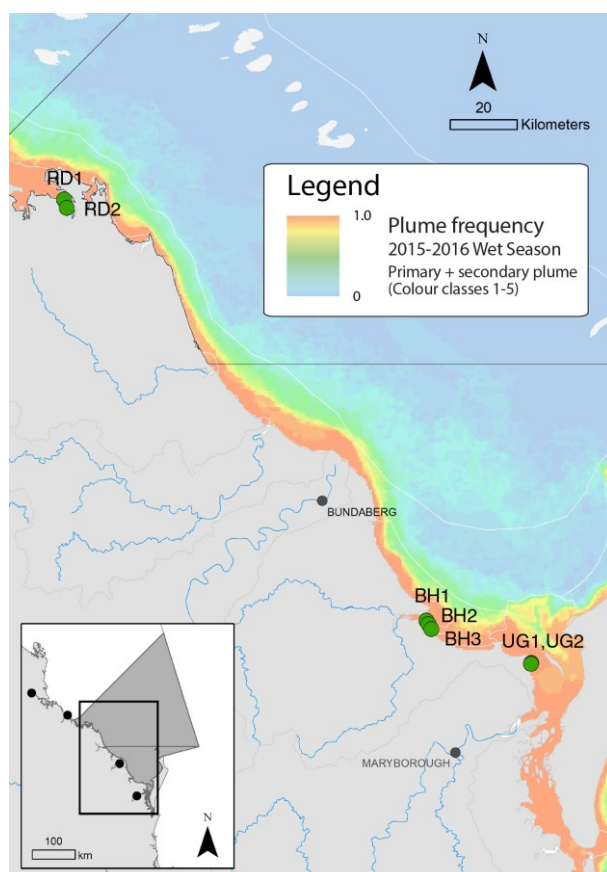 N
20
Kilometers
RD1
RD2
Legend
1.0
0
Plume frequency
2015-2016 Wet Season
Primary + secondary plume
(Colour classes 1-5)
BUNDABERG
BH1
BH2
BH3
UG1,UG2
MARYBOROUGH
N
100
km